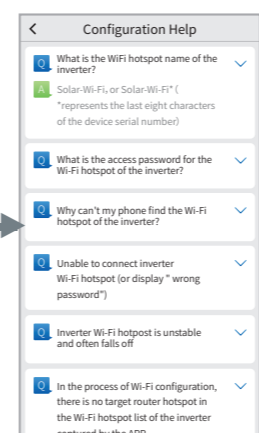 Configuration Help
Q What is the WiFi hotspot name of the
inverter?
A Solar-Wi-Fi, or Solar-Wi-Fi* (
*represents the last eight characters
of the device serial number)
Q What is the access password for the
Wi-Fi hotspot of the inverter?
Q Why can't my phone find the Wi-Fi
hotspot of the inverter?
Q Unable to connect inverter
Wi-Fi hotspot (or display " wrong
password")
Q Inverter Wi-Fi hotpost is unstable
and often falls off
Q In the process of Wi-Fi configuration,
there is no target router hotspot in
the Wi-Fi hotspot list of the inverter
captured by the APP